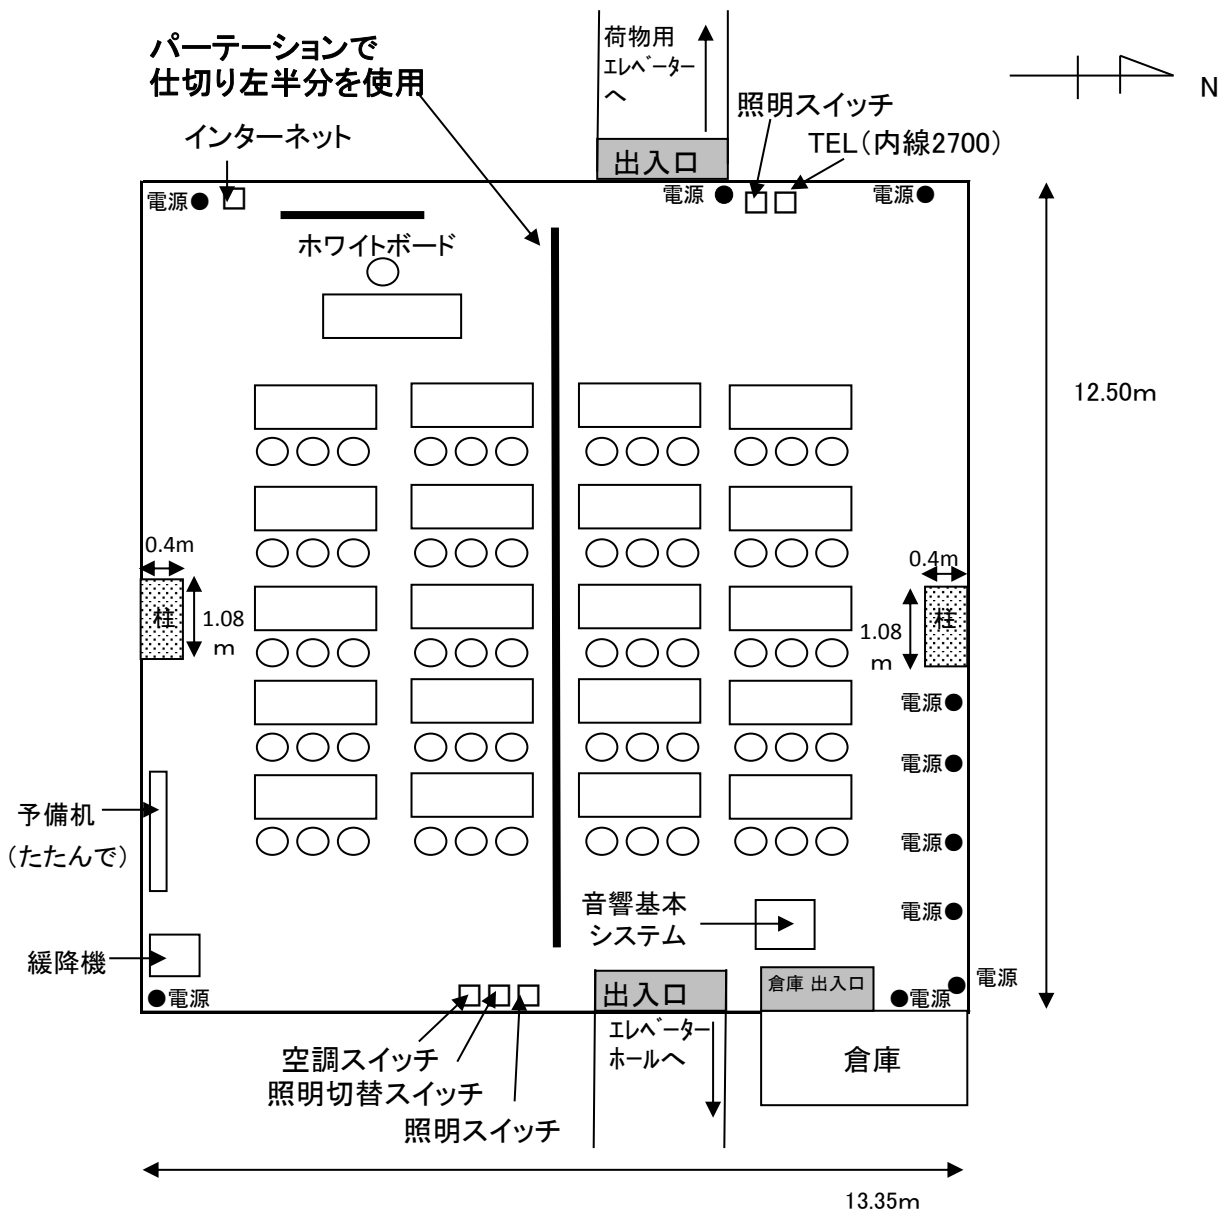 パーテーションで
仕切り左半分を使用
荷物用
エレベーター
へ
N
照明スイッチ
TEL(内線2700)
インターネット
出入口
電源
電源
電源
ホワイトボード
12.50m
0.4m
柱
1.08
m
0.4m
柱
1.08
m
電源
電源
予備机
(たたんで)
電源
電源
音響基本
システム
緩降機
電源
出入口
倉庫 出入口
電源
電源
エレベーター
ホールへ
倉庫
空調スイッチ
照明切替スイッチ
照明スイッチ
13.35m